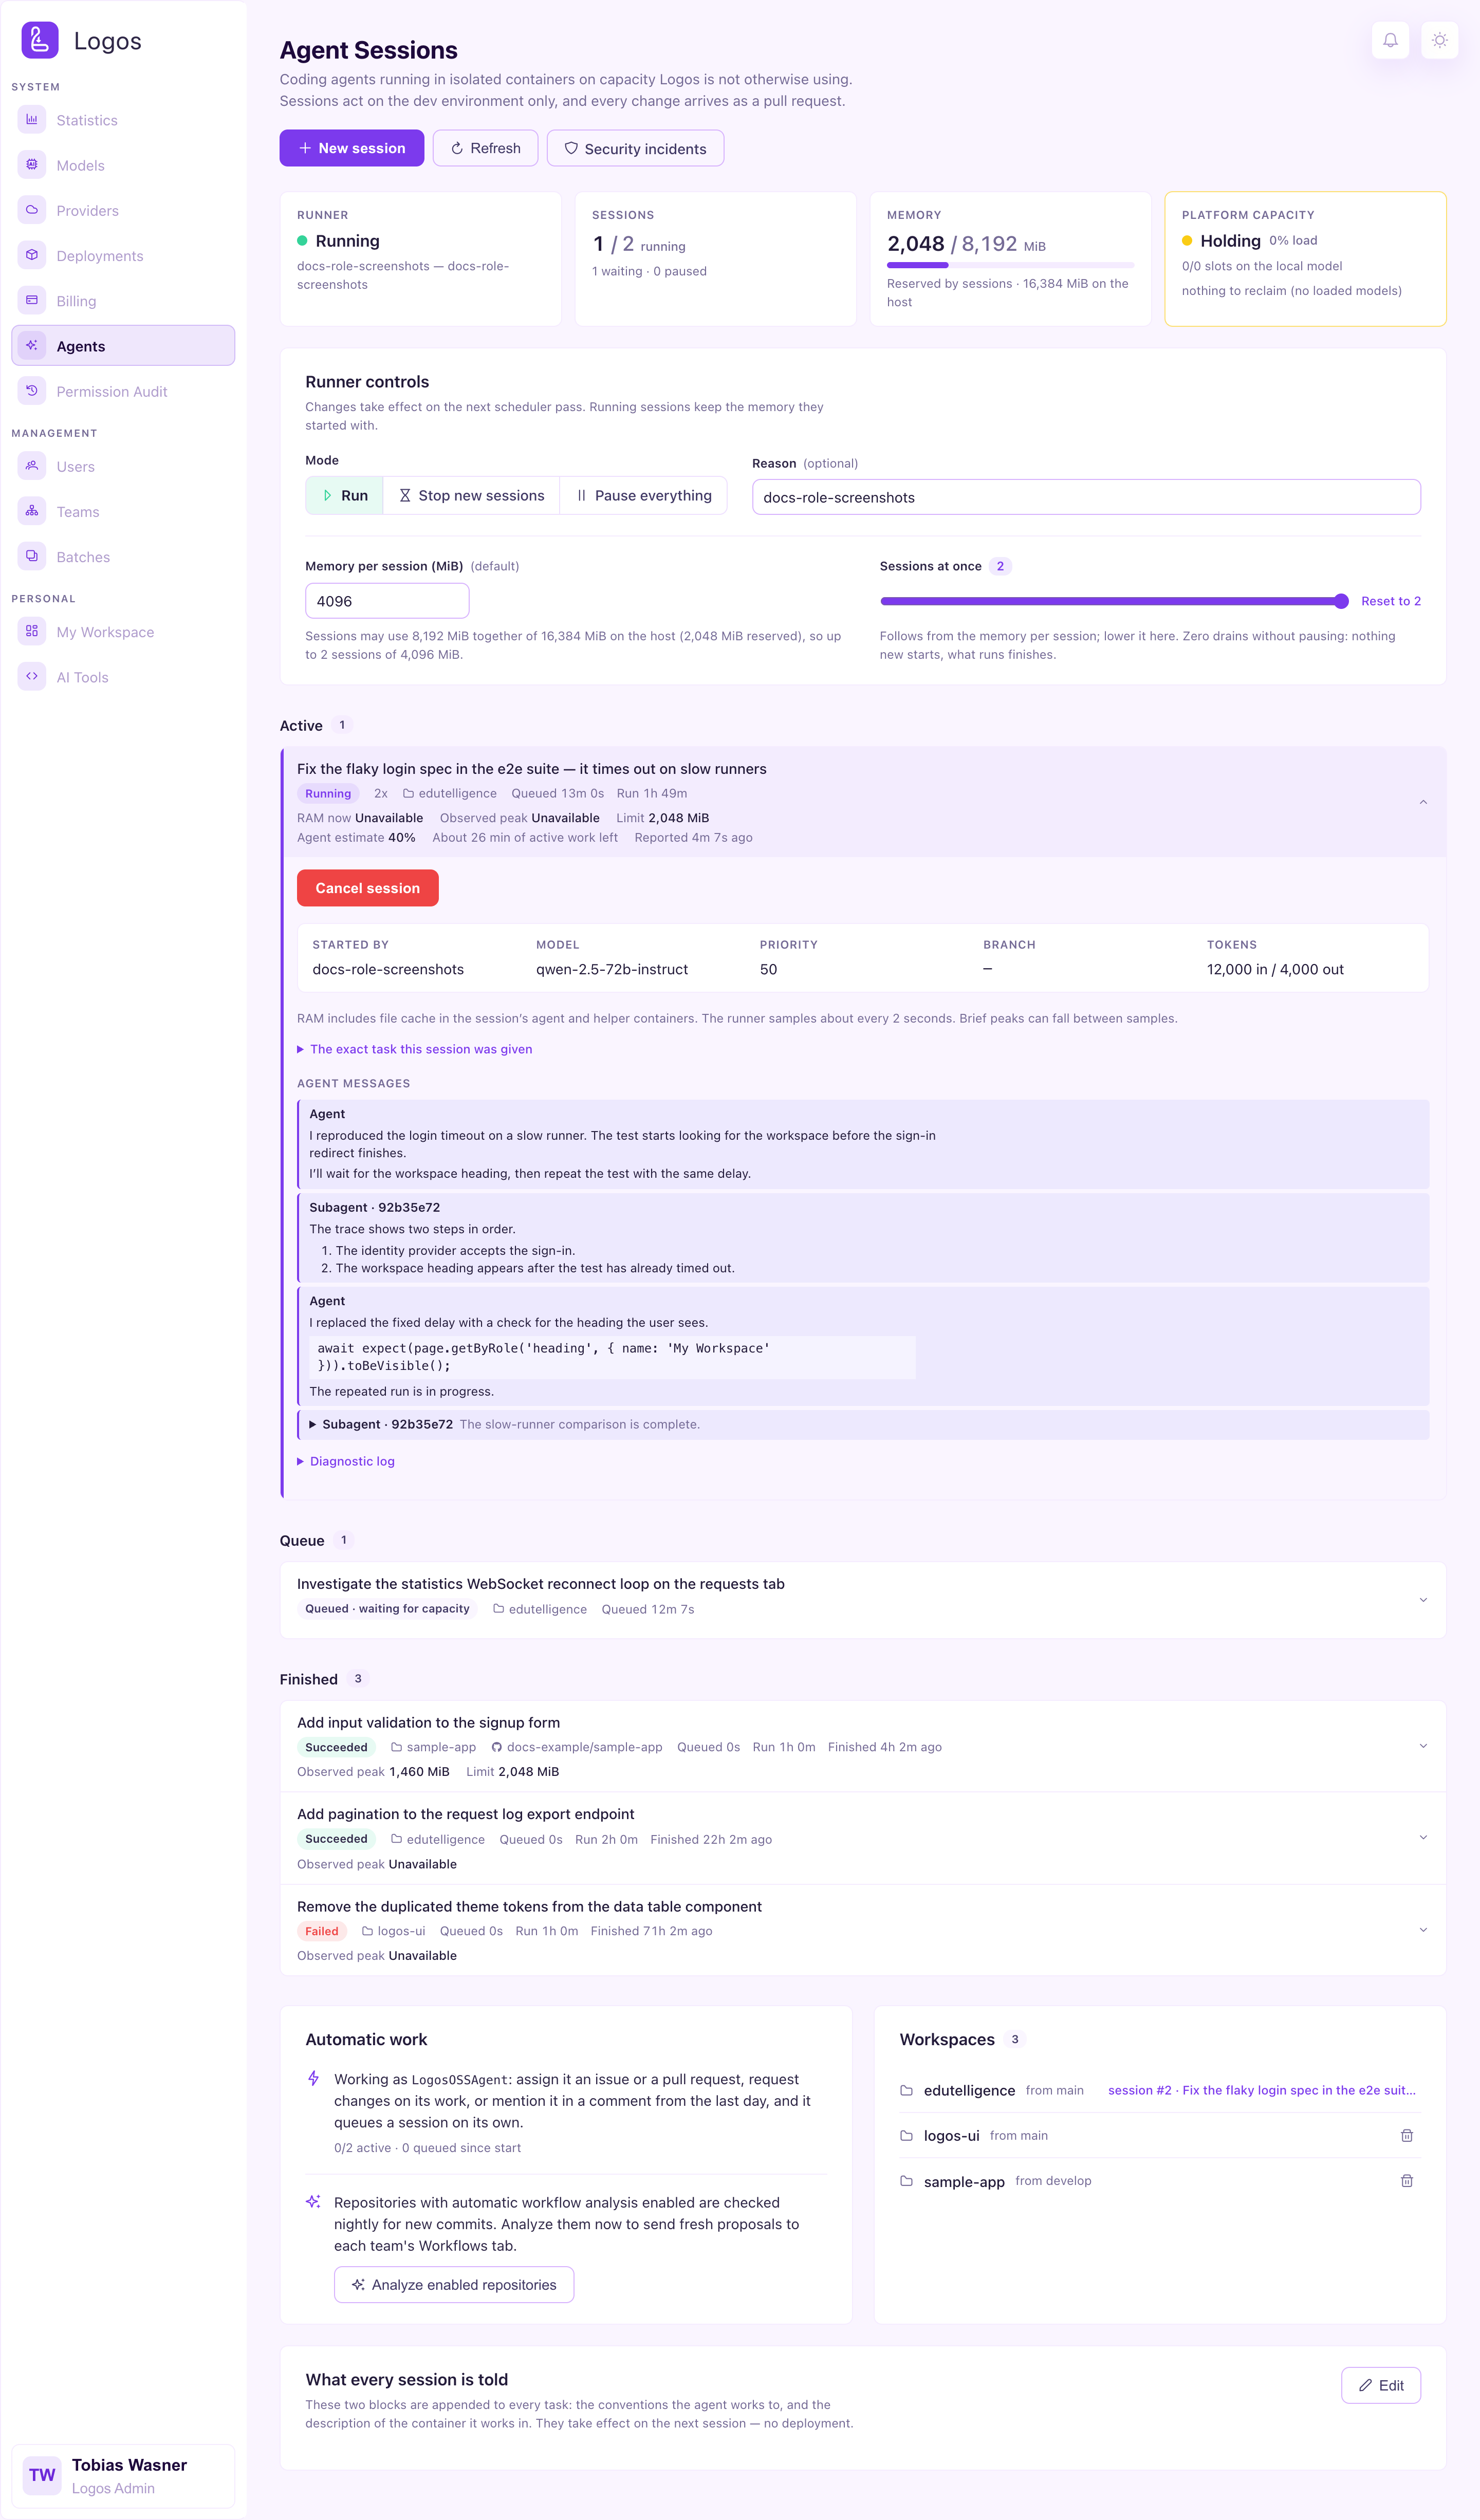 Logos
SYSTEM
Statistics
Models
Providers
Deployments
Billing
Agents
Permission Audit
MANAGEMENT
Users
Teams
Batches
PERSONAL
My Workspace
AI Tools
TW
Tobias Wasner
Logos Admin
Agent Sessions
Coding agents running in isolated containers on capacity Logos is not otherwise using.
Sessions act on the dev environment only, and every change arrives as a pull request.
New session
Refresh
Security incidents
RUNNER
Running
docs-role-screenshots — docs-role-
screenshots
SESSIONS
1 / 2 running
1 waiting · 0 paused
MEMORY
2,048 / 8,192 MiB
Reserved by sessions · 16,384 MiB on the
host
PLATFORM CAPACITY
Holding 0% load
0/0 slots on the local model
nothing to reclaim (no loaded models)
Runner controls
Changes take effect on the next scheduler pass. Running sessions keep the memory they
started with.
Mode
Run
Stop new sessions
Pause everything
Reason (optional)
docs-role-screenshots
Memory per session (MiB) (default)
4096
Sessions may use 8,192 MiB together of 16,384 MiB on the host (2,048 MiB reserved), so up
to 2 sessions of 4,096 MiB.
Sessions at once 2
Reset to 2
Follows from the memory per session; lower it here. Zero drains without pausing: nothing
new starts, what runs finishes.
Active 1
Fix the flaky login spec in the e2e suite — it times out on slow runners
Running 2x edutelligence Queued 13m 0s Run 1h 49m
RAM now Unavailable Observed peak Unavailable Limit 2,048 MiB
Agent estimate 40% About 26 min of active work left Reported 4m 7s ago
Cancel session
STARTED BY
docs-role-screenshots
MODEL
qwen-2.5-72b-instruct
PRIORITY
50
BRANCH
—
TOKENS
12,000 in / 4,000 out
RAM includes file cache in the session's agent and helper containers. The runner samples about every 2 seconds. Brief peaks can fall between samples.
The exact task this session was given
AGENT MESSAGES
Agent
I reproduced the login timeout on a slow runner. The test starts looking for the workspace before the sign-in
redirect finishes.
I'll wait for the workspace heading, then repeat the test with the same delay.
Subagent · 92b35e72
The trace shows two steps in order.
1. The identity provider accepts the sign-in.
2. The workspace heading appears after the test has already timed out.
Agent
I replaced the fixed delay with a check for the heading the user sees.
await expect(page.getByRole('heading', { name: 'My Workspace'
})).toBeVisible();
The repeated run is in progress.
Subagent · 92b35e72 The slow-runner comparison is complete.
Diagnostic log
Queue 1
Investigate the statistics WebSocket reconnect loop on the requests tab
Queued · waiting for capacity edutelligence Queued 12m 7s
Finished 3
Add input validation to the signup form
Succeeded sample-app docs-example/sample-app Queued 0s Run 1h 0m Finished 4h 2m ago
Observed peak 1,460 MiB Limit 2,048 MiB
Add pagination to the request log export endpoint
Succeeded edutelligence Queued 0s Run 2h 0m Finished 22h 2m ago
Observed peak Unavailable
Remove the duplicated theme tokens from the data table component
Failed logos-ui Queued 0s Run 1h 0m Finished 71h 2m ago
Observed peak Unavailable
Automatic work
Working as LogosOSSAgent: assign it an issue or a pull request, request
changes on its work, or mention it in a comment from the last day, and it
queues a session on its own.
0/2 active · 0 queued since start
Repositories with automatic workflow analysis enabled are checked
nightly for new commits. Analyze them now to send fresh proposals to
each team's Workflows tab.
Analyze enabled repositories
Workspaces 3
edutelligence from main session #2 · Fix the flaky login spec in the e2e suit...
logos-ui from main
sample-app from develop
What every session is told
These two blocks are appended to every task: the conventions the agent works to, and the
description of the container it works in. They take effect on the next session — no deployment.
Edit